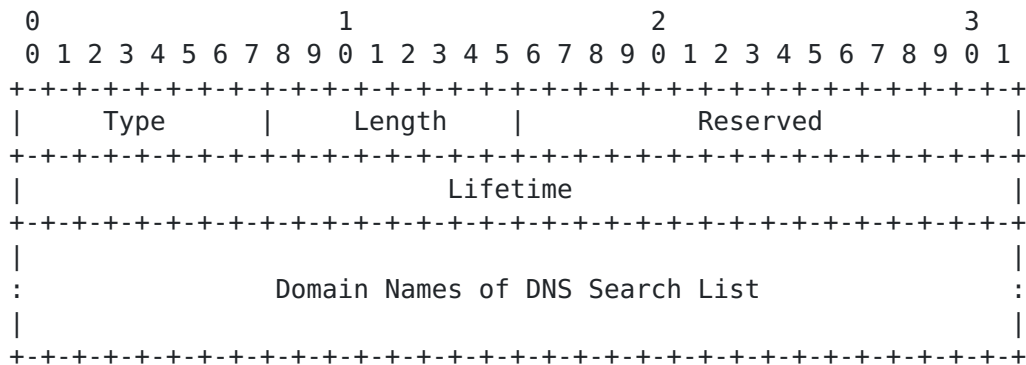 0                   1                   2                   3
 0 1 2 3 4 5 6 7 8 9 0 1 2 3 4 5 6 7 8 9 0 1 2 3 4 5 6 7 8 9 0 1
+-+-+-+-+-+-+-+-+-+-+-+-+-+-+-+-+-+-+-+-+-+-+-+-+-+-+-+-+-+-+-+-+
|     Type      |     Length    |           Reserved            |
+-+-+-+-+-+-+-+-+-+-+-+-+-+-+-+-+-+-+-+-+-+-+-+-+-+-+-+-+-+-+-+-+
|                           Lifetime                            |
+-+-+-+-+-+-+-+-+-+-+-+-+-+-+-+-+-+-+-+-+-+-+-+-+-+-+-+-+-+-+-+-+
|                                                               |
:                Domain Names of DNS Search List                :
|                                                               |
+-+-+-+-+-+-+-+-+-+-+-+-+-+-+-+-+-+-+-+-+-+-+-+-+-+-+-+-+-+-+-+-+